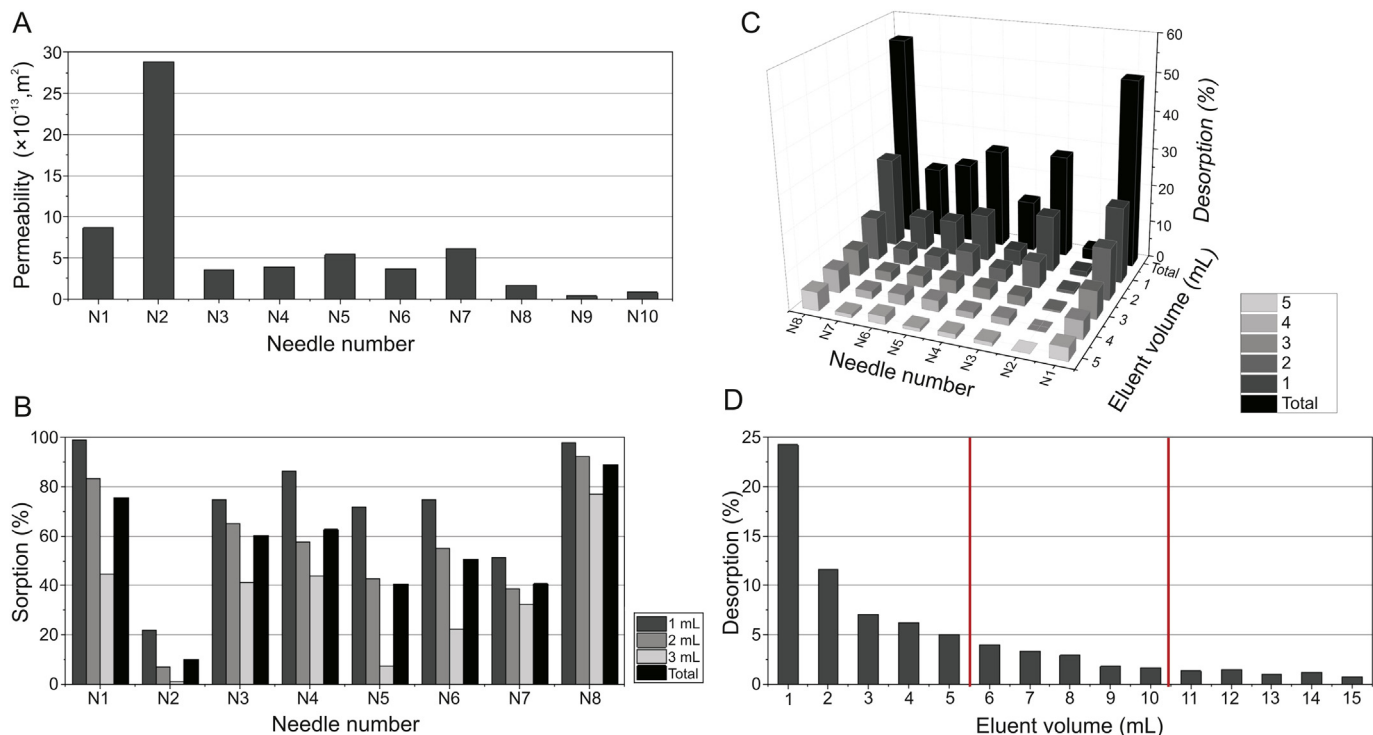 A
Permeability (×10⁻¹³,m²)
30
25
20
15
10
5
0
N1 N2 N3 N4 N5 N6 N7 N8 N9 N10
Needle number
C
60
50
40
30
20
10
0
Desorption (%)
Total
1
2
3
4
5
Eluent volume (mL)
N8 N7 N6 N5 N4 N3 N2 N1
Needle number
5
4
3
2
1
Total
B
Sorption (%)
100
80
60
40
20
0
N1 N2 N3 N4 N5 N6 N7 N8
Needle number
1 mL
2 mL
3 mL
Total
D
Desorption (%)
25
20
15
10
5
0
1 2 3 4 5 6 7 8 9 10 11 12 13 14 15
Eluent volume (mL)